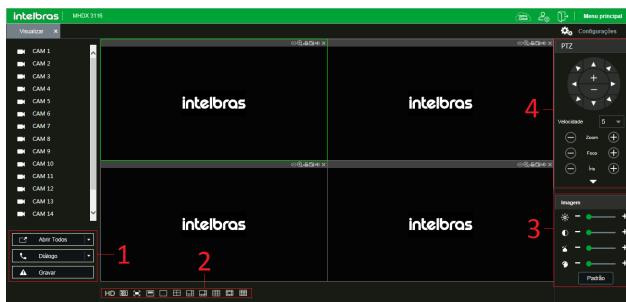 intelbras MHDX 3116 Menu principal
Visualizar × Configurações
CAM 1
CAM 2
CAM 3
CAM 4
CAM 5
CAM 6
CAM 7
CAM 8
CAM 9
CAM 10
CAM 11
CAM 12
CAM 13
CAM 14
Abrir Todos
Diálogo
Gravar
1
intelbras
intelbras
intelbras
intelbras
2
HD
PTZ
4
Velocidade 5
Zoom
Foco
Íris
Imagem
3
Padrão